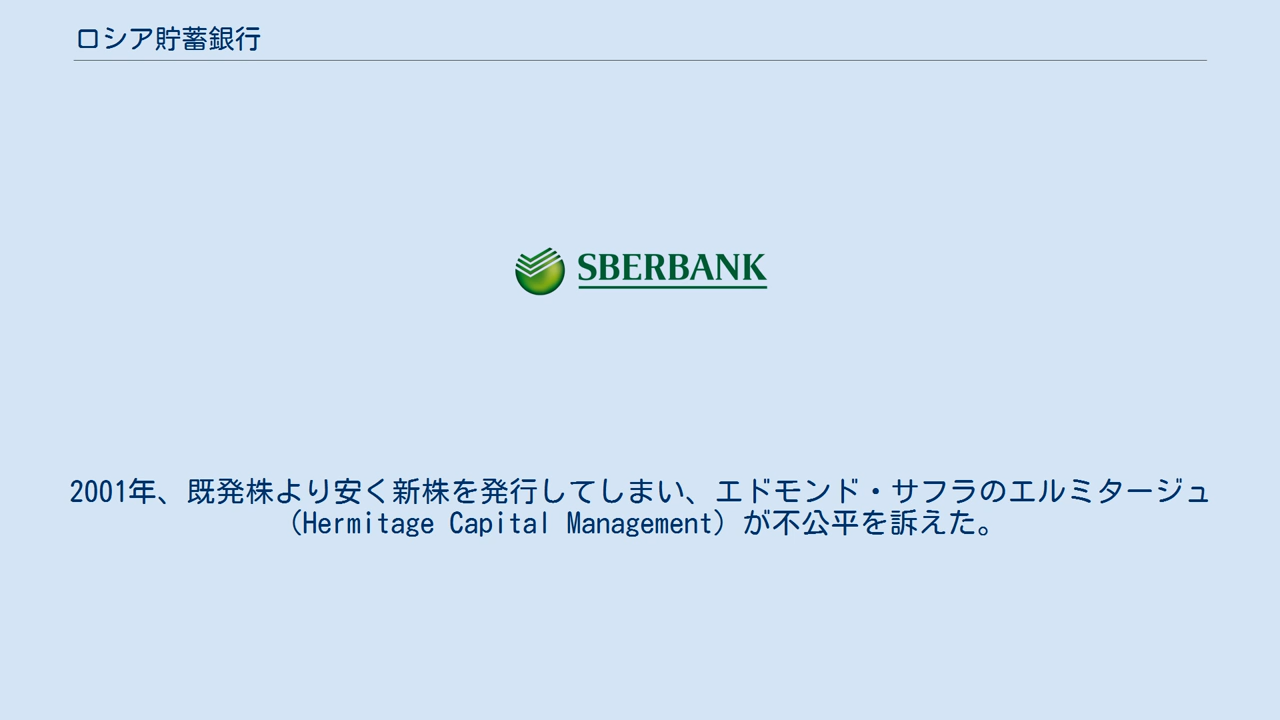 ロシア貯蓄銀行
SBERBANK
2001年、既発株より安く新株を発行してしまい、エドモンド・サフラのエルミタージュ
（Hermitage Capital Management）が不公平を訴えた。